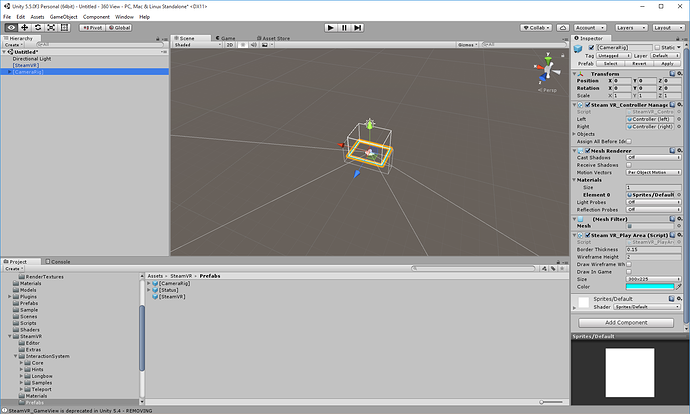 Unity 5.5.0f3 Personal (64bit) - Untitled - 360 View - PC, Mac & Linux Standalone* <DX11>
File Edit Assets GameObject Component Window Help
Pivot Global
Collab Account Layers Layout
Hierarchy
Create All
Untitled*
Directional Light
[SteamVR]
[CameraRig]
Scene Game Asset Store
Shaded 2D Gizmos All
Persp
Inspector
[CameraRig] Static
Tag Untagged Layer Default
Prefab Select Revert Apply
Transform
Position X 0 Y 0 Z 0
Rotation X 0 Y 0 Z 0
Scale X 1 Y 1 Z 1
Steam VR_Controller Manage
Script SteamVR_Contro
Left Controller (left)
Right Controller (right)
Objects
Assign All Before Ide
Mesh Renderer
Cast Shadows Off
Receive Shadows
Motion Vectors Per Object Motion
Materials
Size 1
Element 0 Sprites/Default
Light Probes Off
Reflection Probes Off
(Mesh Filter)
Mesh
Steam VR_Play Area (Script)
Script SteamVR_PlayAre
Border Thickness 0.15
Wireframe Height 2
Draw Wireframe Wh
Draw In Game
Size 300x225
Color
Sprites/Default
Shader Sprites/Default
Add Component
Sprites/Default
Project Console
Create
RenderTextures
Materials
Models
Plugins
Prefabs
Sample
Scenes
Scripts
Shaders
SteamVR
Editor
Extras
InteractionSystem
Core
Hints
Longbow
Samples
Teleport
Materials
Prefabs
Assets SteamVR Prefabs
[CameraRig]
[Status]
[SteamVR]
SteamVR_GameView is deprecated in Unity 5.4 - REMOVING